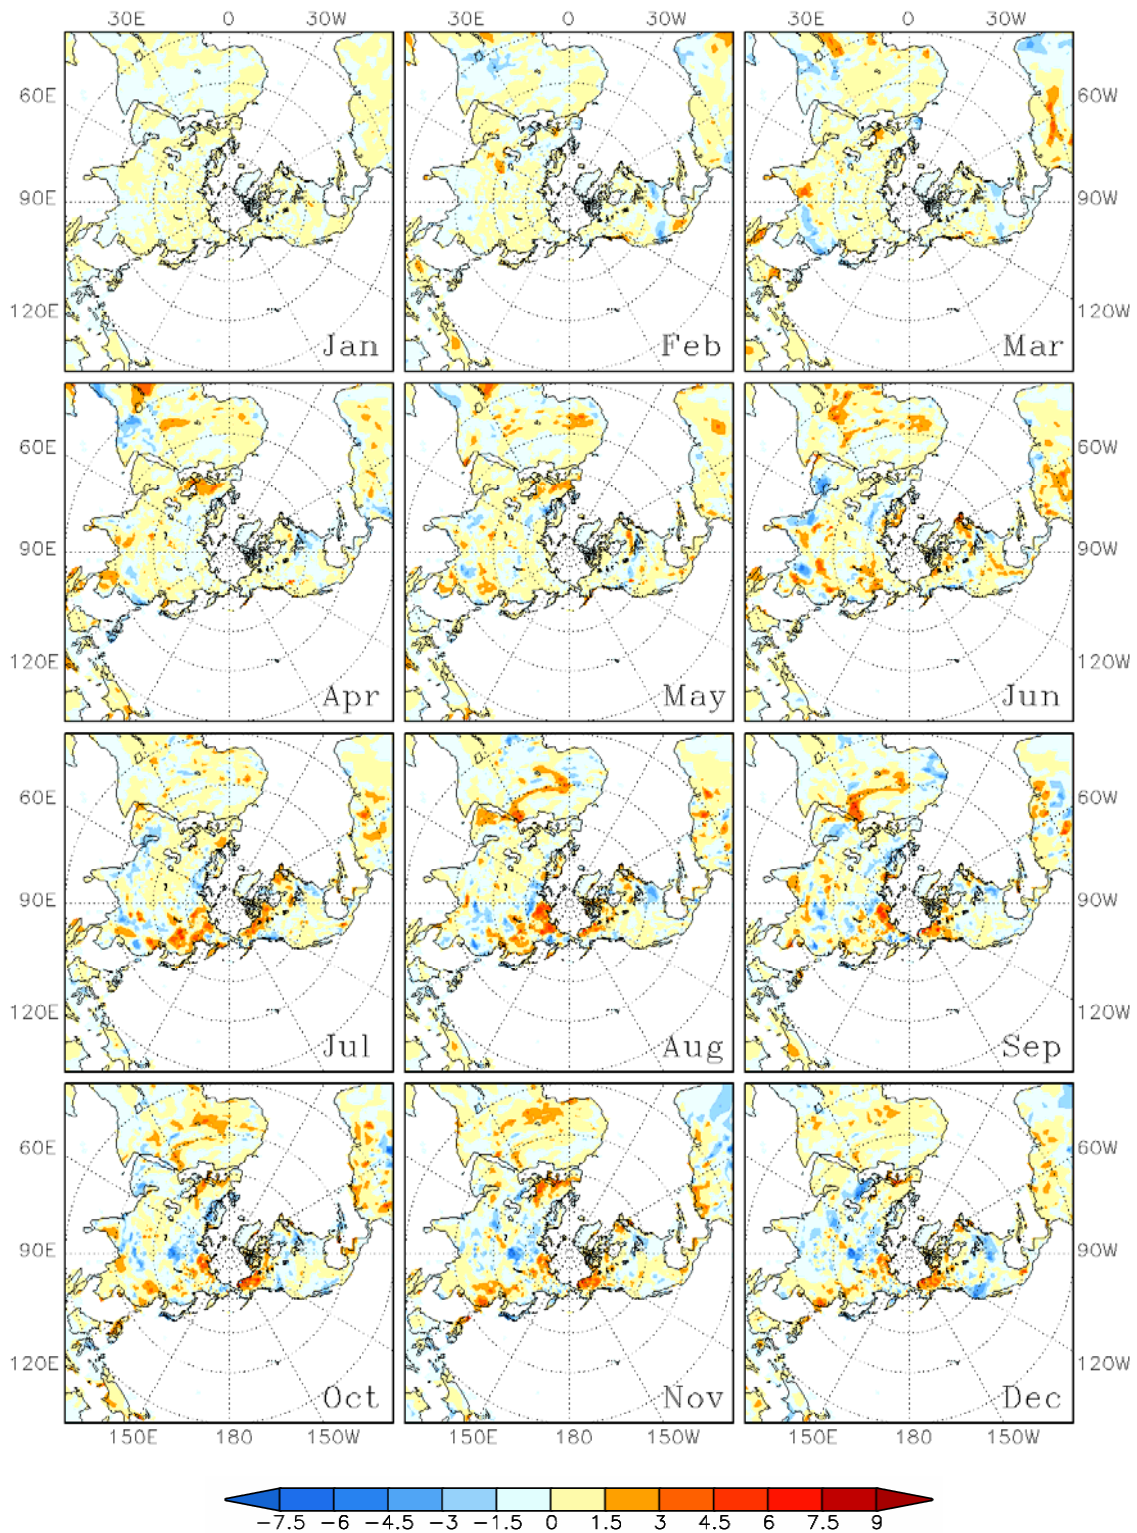 30E 0 30W 30E 0 30W 30E 0 30W
60E 60W
90E 90W
120E 120W
Jan Feb Mar
60E 60W
90E 90W
120E 120W
Apr May Jun
60E 60W
90E 90W
120E 120W
Jul Aug Sep
60E 60W
90E 90W
120E 120W
Oct Nov Dec
150E 180 150W 150E 180 150W 150E 180 150W
−7.5 −6 −4.5 −3 −1.5 0 1.5 3 4.5 6 7.5 9